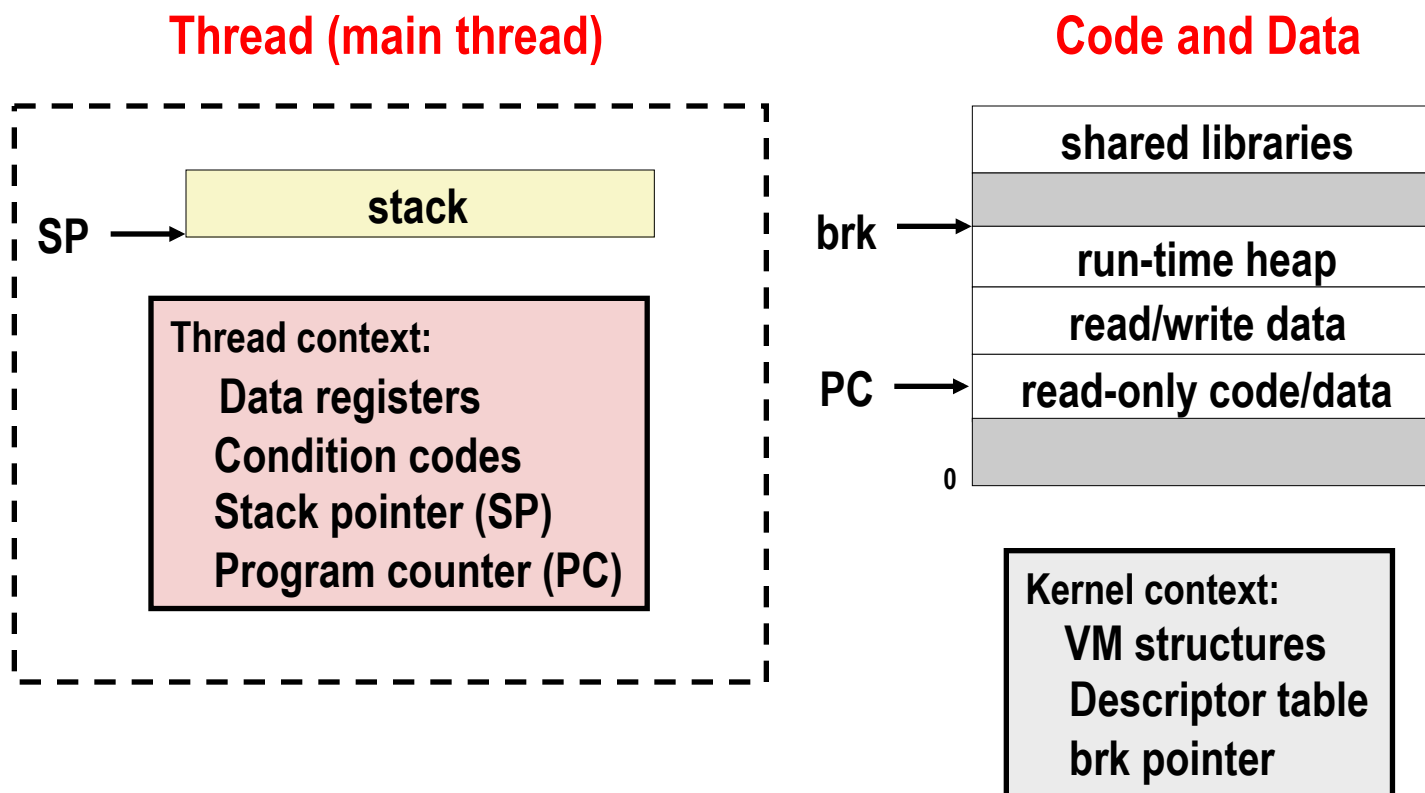 Thread (main thread)
stack
SP
Thread context:
Data registers
Condition codes
Stack pointer (SP)
Program counter (PC)
Code and Data
shared libraries
brk
run-time heap
read/write data
PC
read-only code/data
0
Kernel context:
VM structures
Descriptor table
brk pointer